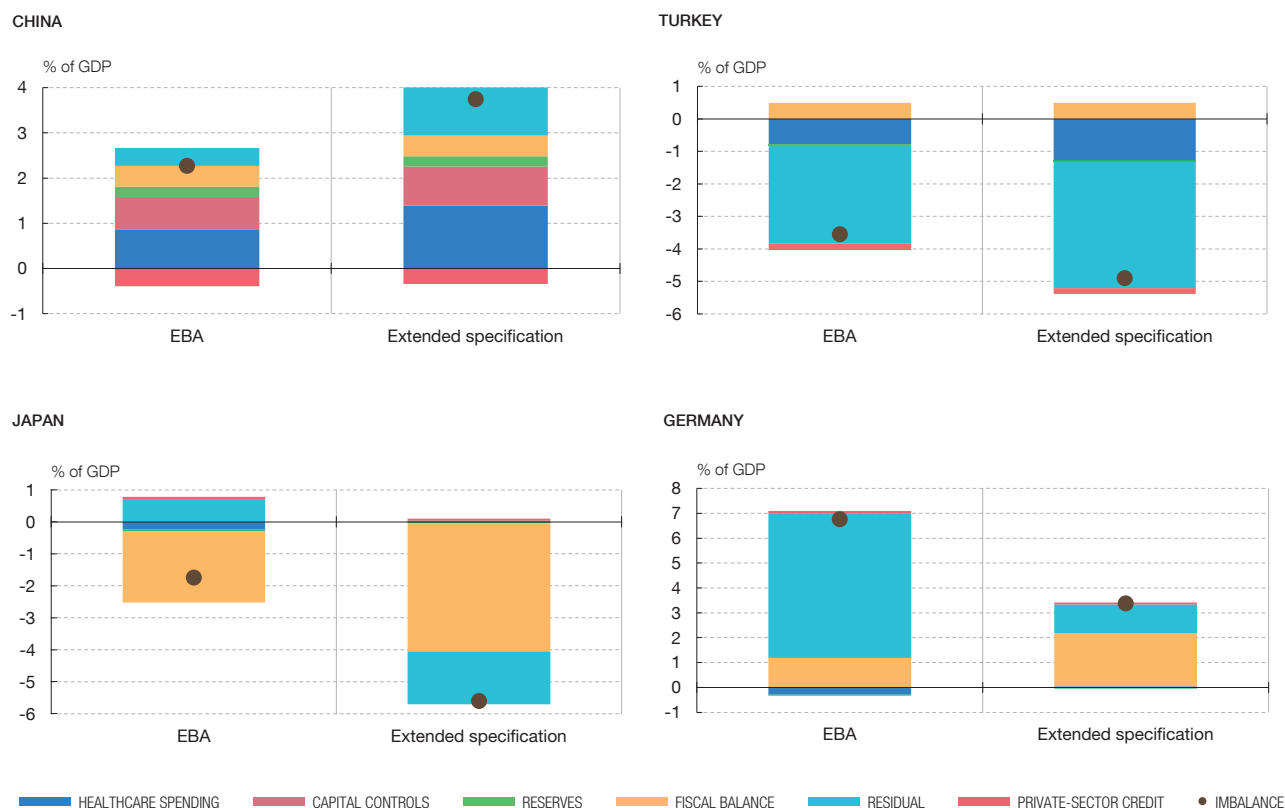 CHINA
% of GDP
4
3
2
1
0
-1
EBA
Extended specification
TURKEY
% of GDP
1
0
-1
-2
-3
-4
-5
-6
EBA
Extended specification
JAPAN
% of GDP
1
0
-1
-2
-3
-4
-5
-6
EBA
Extended specification
GERMANY
% of GDP
8
7
6
5
4
3
2
1
0
-1
EBA
Extended specification
HEALTHCARE SPENDING CAPITAL CONTROLS RESERVES FISCAL BALANCE RESIDUAL PRIVATE-SECTOR CREDIT IMBALANCE